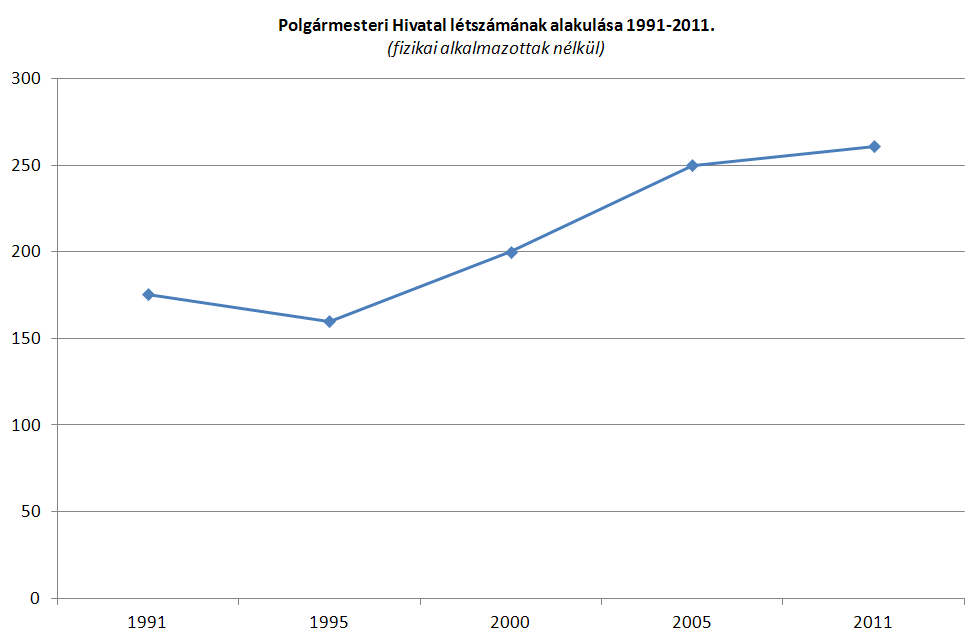 Polgármesteri Hivatal létszámának alakulása 1991-2011.
(fizikai alkalmazottak nélkül)
300
250
200
150
100
50
0
1991 1995 2000 2005 2011